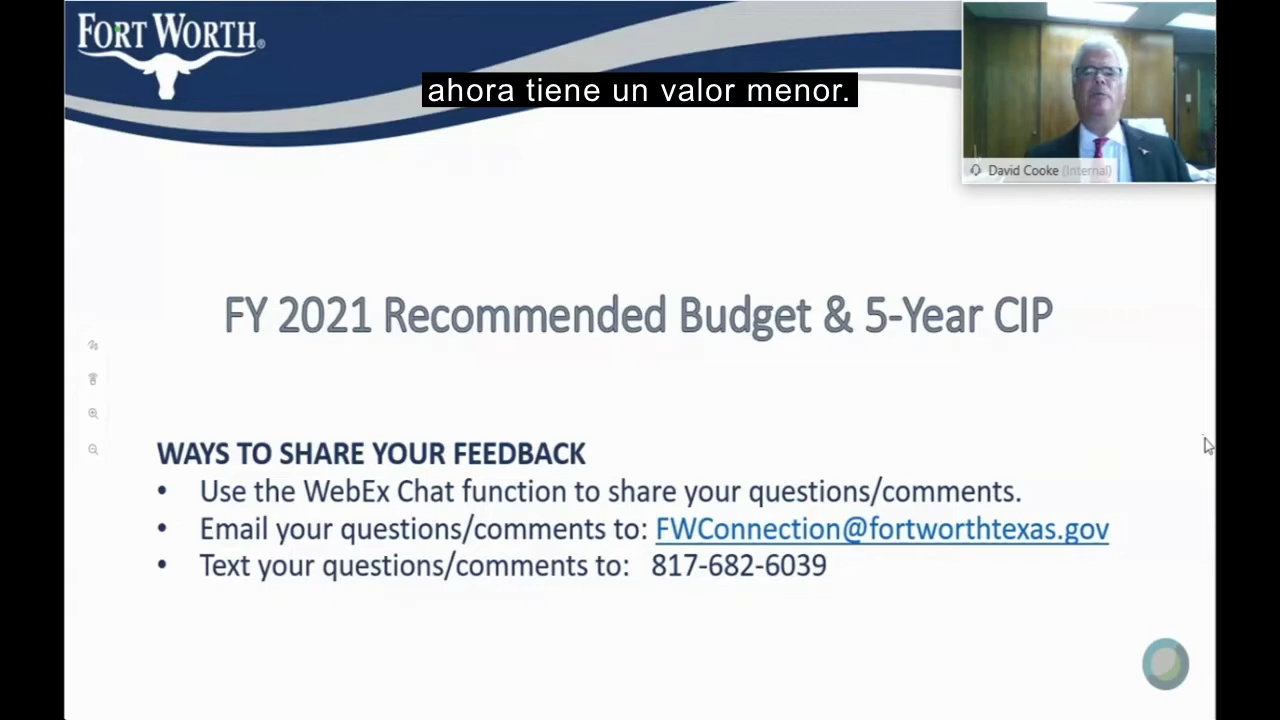 FORT WORTH®
ahora tiene un valor menor.
David Cooke (Internal)
FY 2021 Recommended Budget & 5-Year CIP
WAYS TO SHARE YOUR FEEDBACK
• Use the WebEx Chat function to share your questions/comments.
• Email your questions/comments to: FWConnection@fortworthtexas.gov
• Text your questions/comments to: 817-682-6039